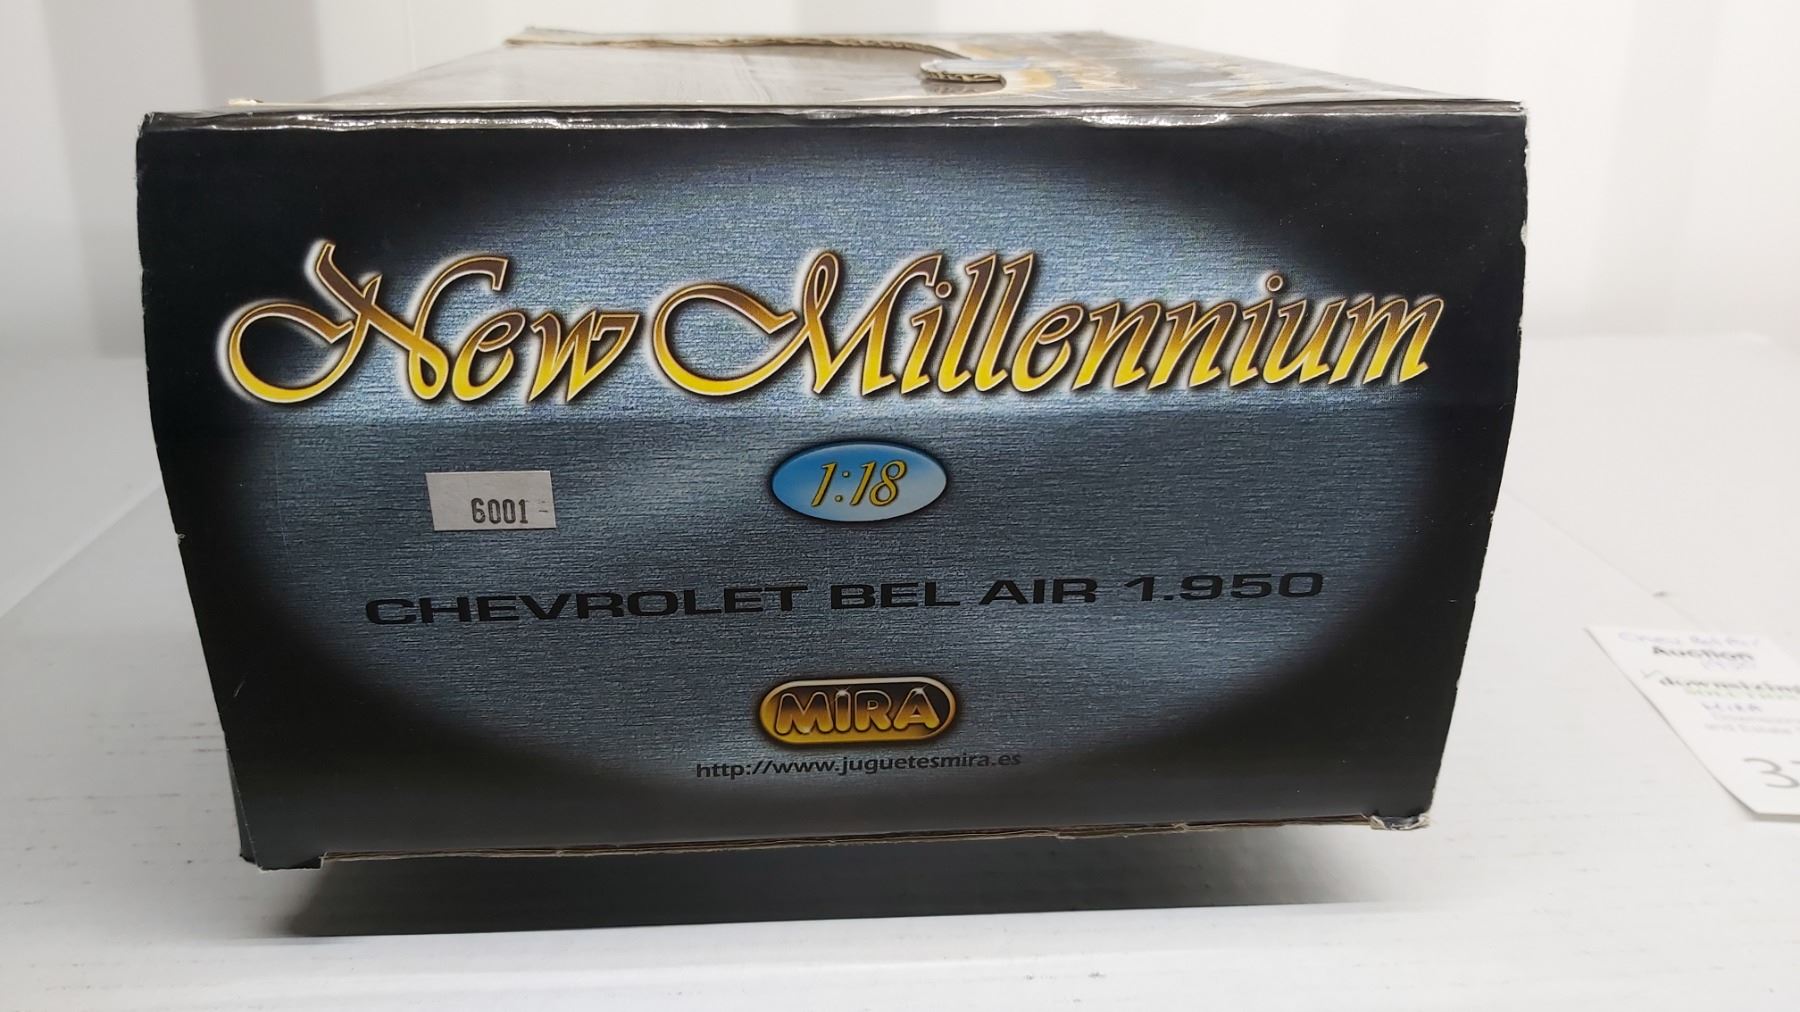 New Millennium
1:18
6001
CHEVROLET BEL AIR 1.950
MIRA
http://www.juguetesmira.es
Auction